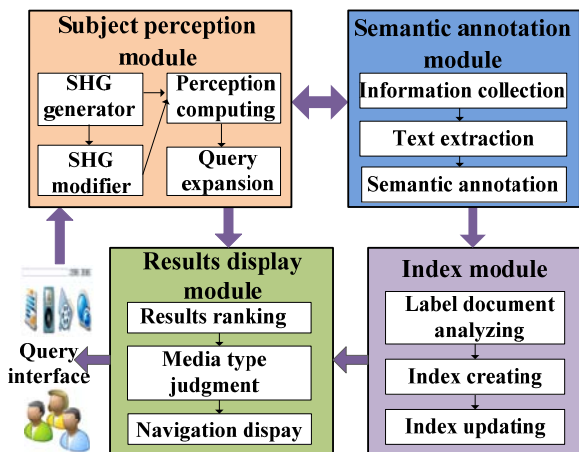 Subject perception
module
SHG
generator
Perception
computing
SHG
modifier
Query
expansion
Semantic annotation
module
Information collection
Text extraction
Semantic annotation
Results display
module
Results ranking
Media type
judgment
Navigation dispay
Index module
Label document
analyzing
Index creating
Index updating
Query
interface